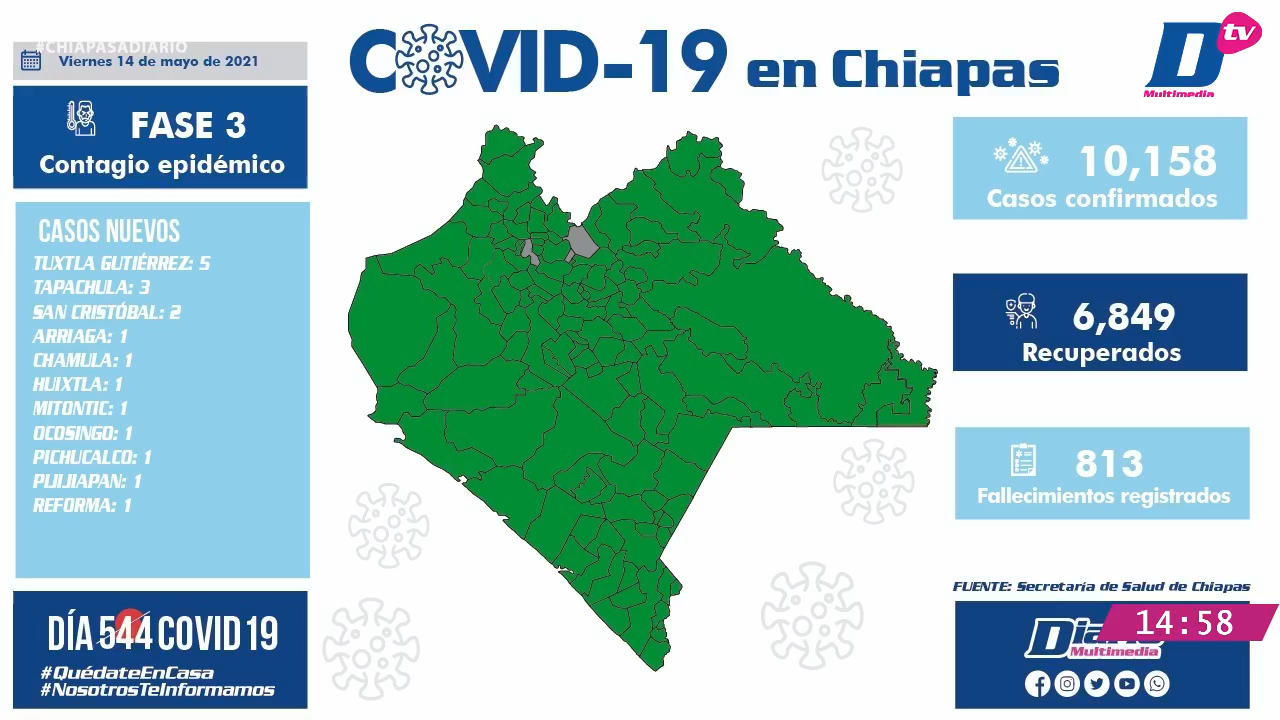 #CHIAPASADIARIO
Viernes 14 de mayo de 2021
COVID-19 en Chiapas
D tv
Multimedia
FASE 3
Contagio epidémico
CASOS NUEVOS
TUXTLA GUTIÉRREZ: 5
TAPACHULA: 3
SAN CRISTÓBAL: 2
ARRIAGA: 1
CHAMULA: 1
HUIXTLA: 1
MITONTIC: 1
OCOSINGO: 1
PICHUCALCO: 1
PIJIJIAPAN: 1
REFORMA: 1
DÍA 544 COVID 19
#QuédateEnCasa
#NosotrosTeInformamos
10,158
Casos confirmados
6,849
Recuperados
813
Fallecimientos registrados
FUENTE: Secretaría de Salud de Chiapas
14:58
Multimedia